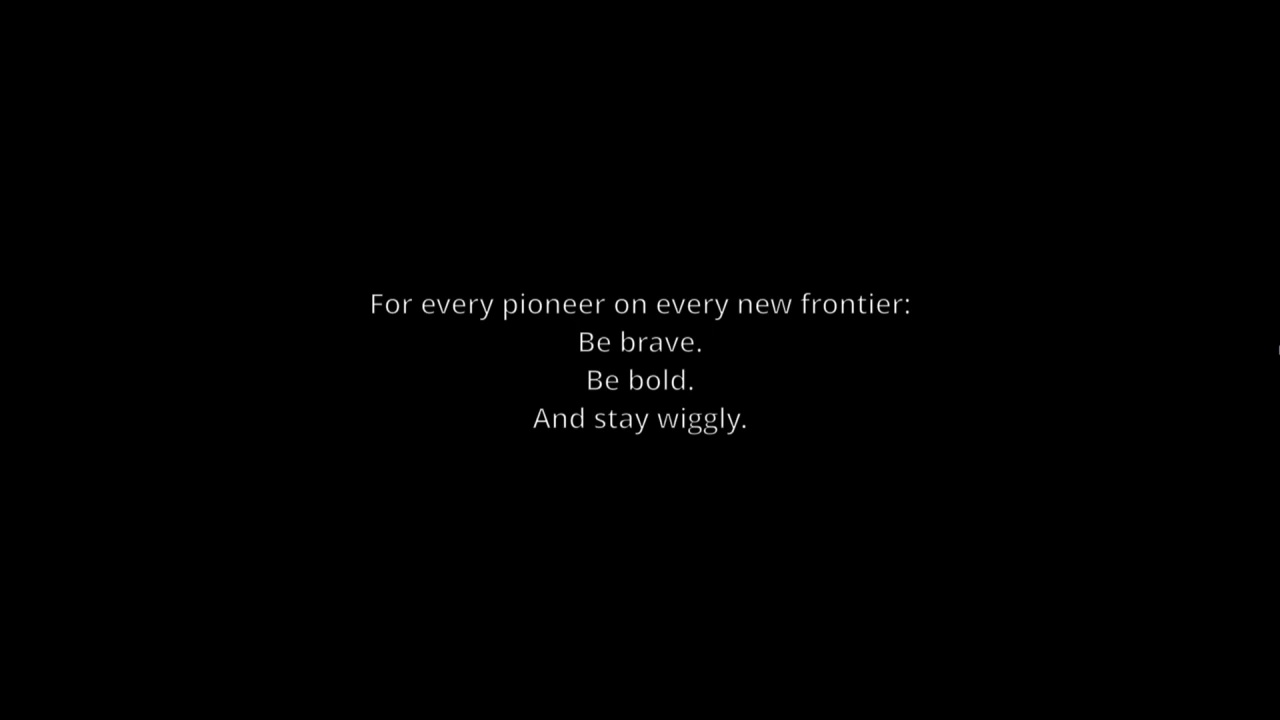 For every pioneer on every new frontier:
Be brave.
Be bold.
And stay wiggly.